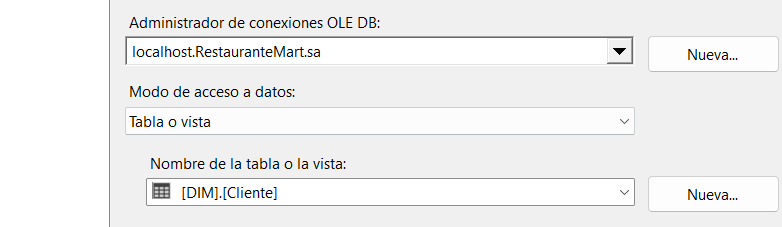 Administrador de conexiones OLE DB:
localhost.RestauranteMart.sa
Nueva...
Modo de acceso a datos:
Tabla o vista
Nombre de la tabla o la vista:
[DIM].[Cliente]
Nueva...